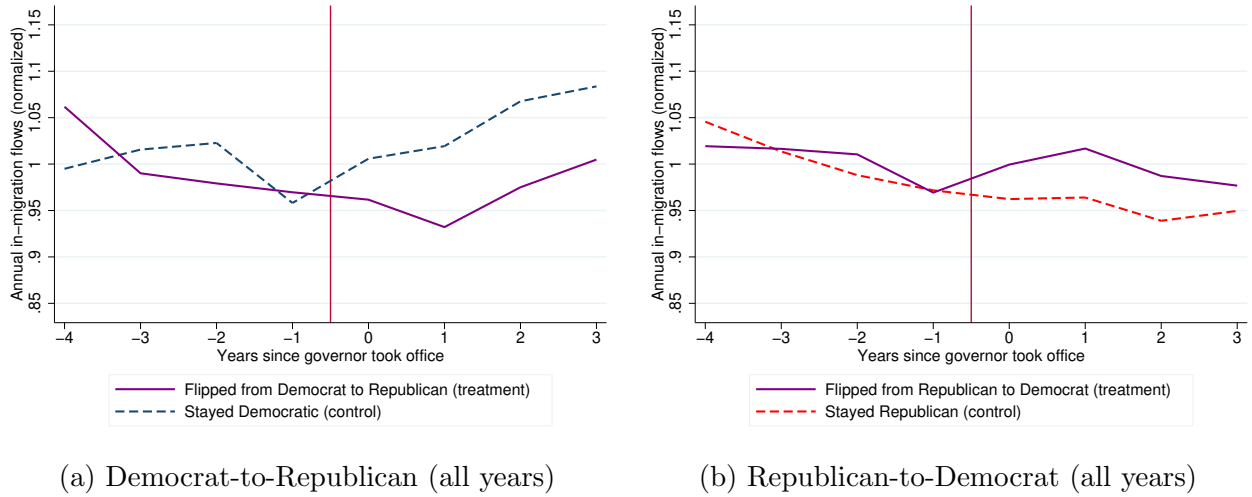 Annual in−migration flows (normalized)
1.15
1.1
1.05
1
.95
.9
.85
−4 −3 −2 −1 0 1 2 3
Years since governor took office
Flipped from Democrat to Republican (treatment)
Stayed Democratic (control)
(a) Democrat-to-Republican (all years)
Annual in−migration flows (normalized)
1.15
1.1
1.05
1
.95
.9
.85
−4 −3 −2 −1 0 1 2 3
Years since governor took office
Flipped from Republican to Democrat (treatment)
Stayed Republican (control)
(b) Republican-to-Democrat (all years)